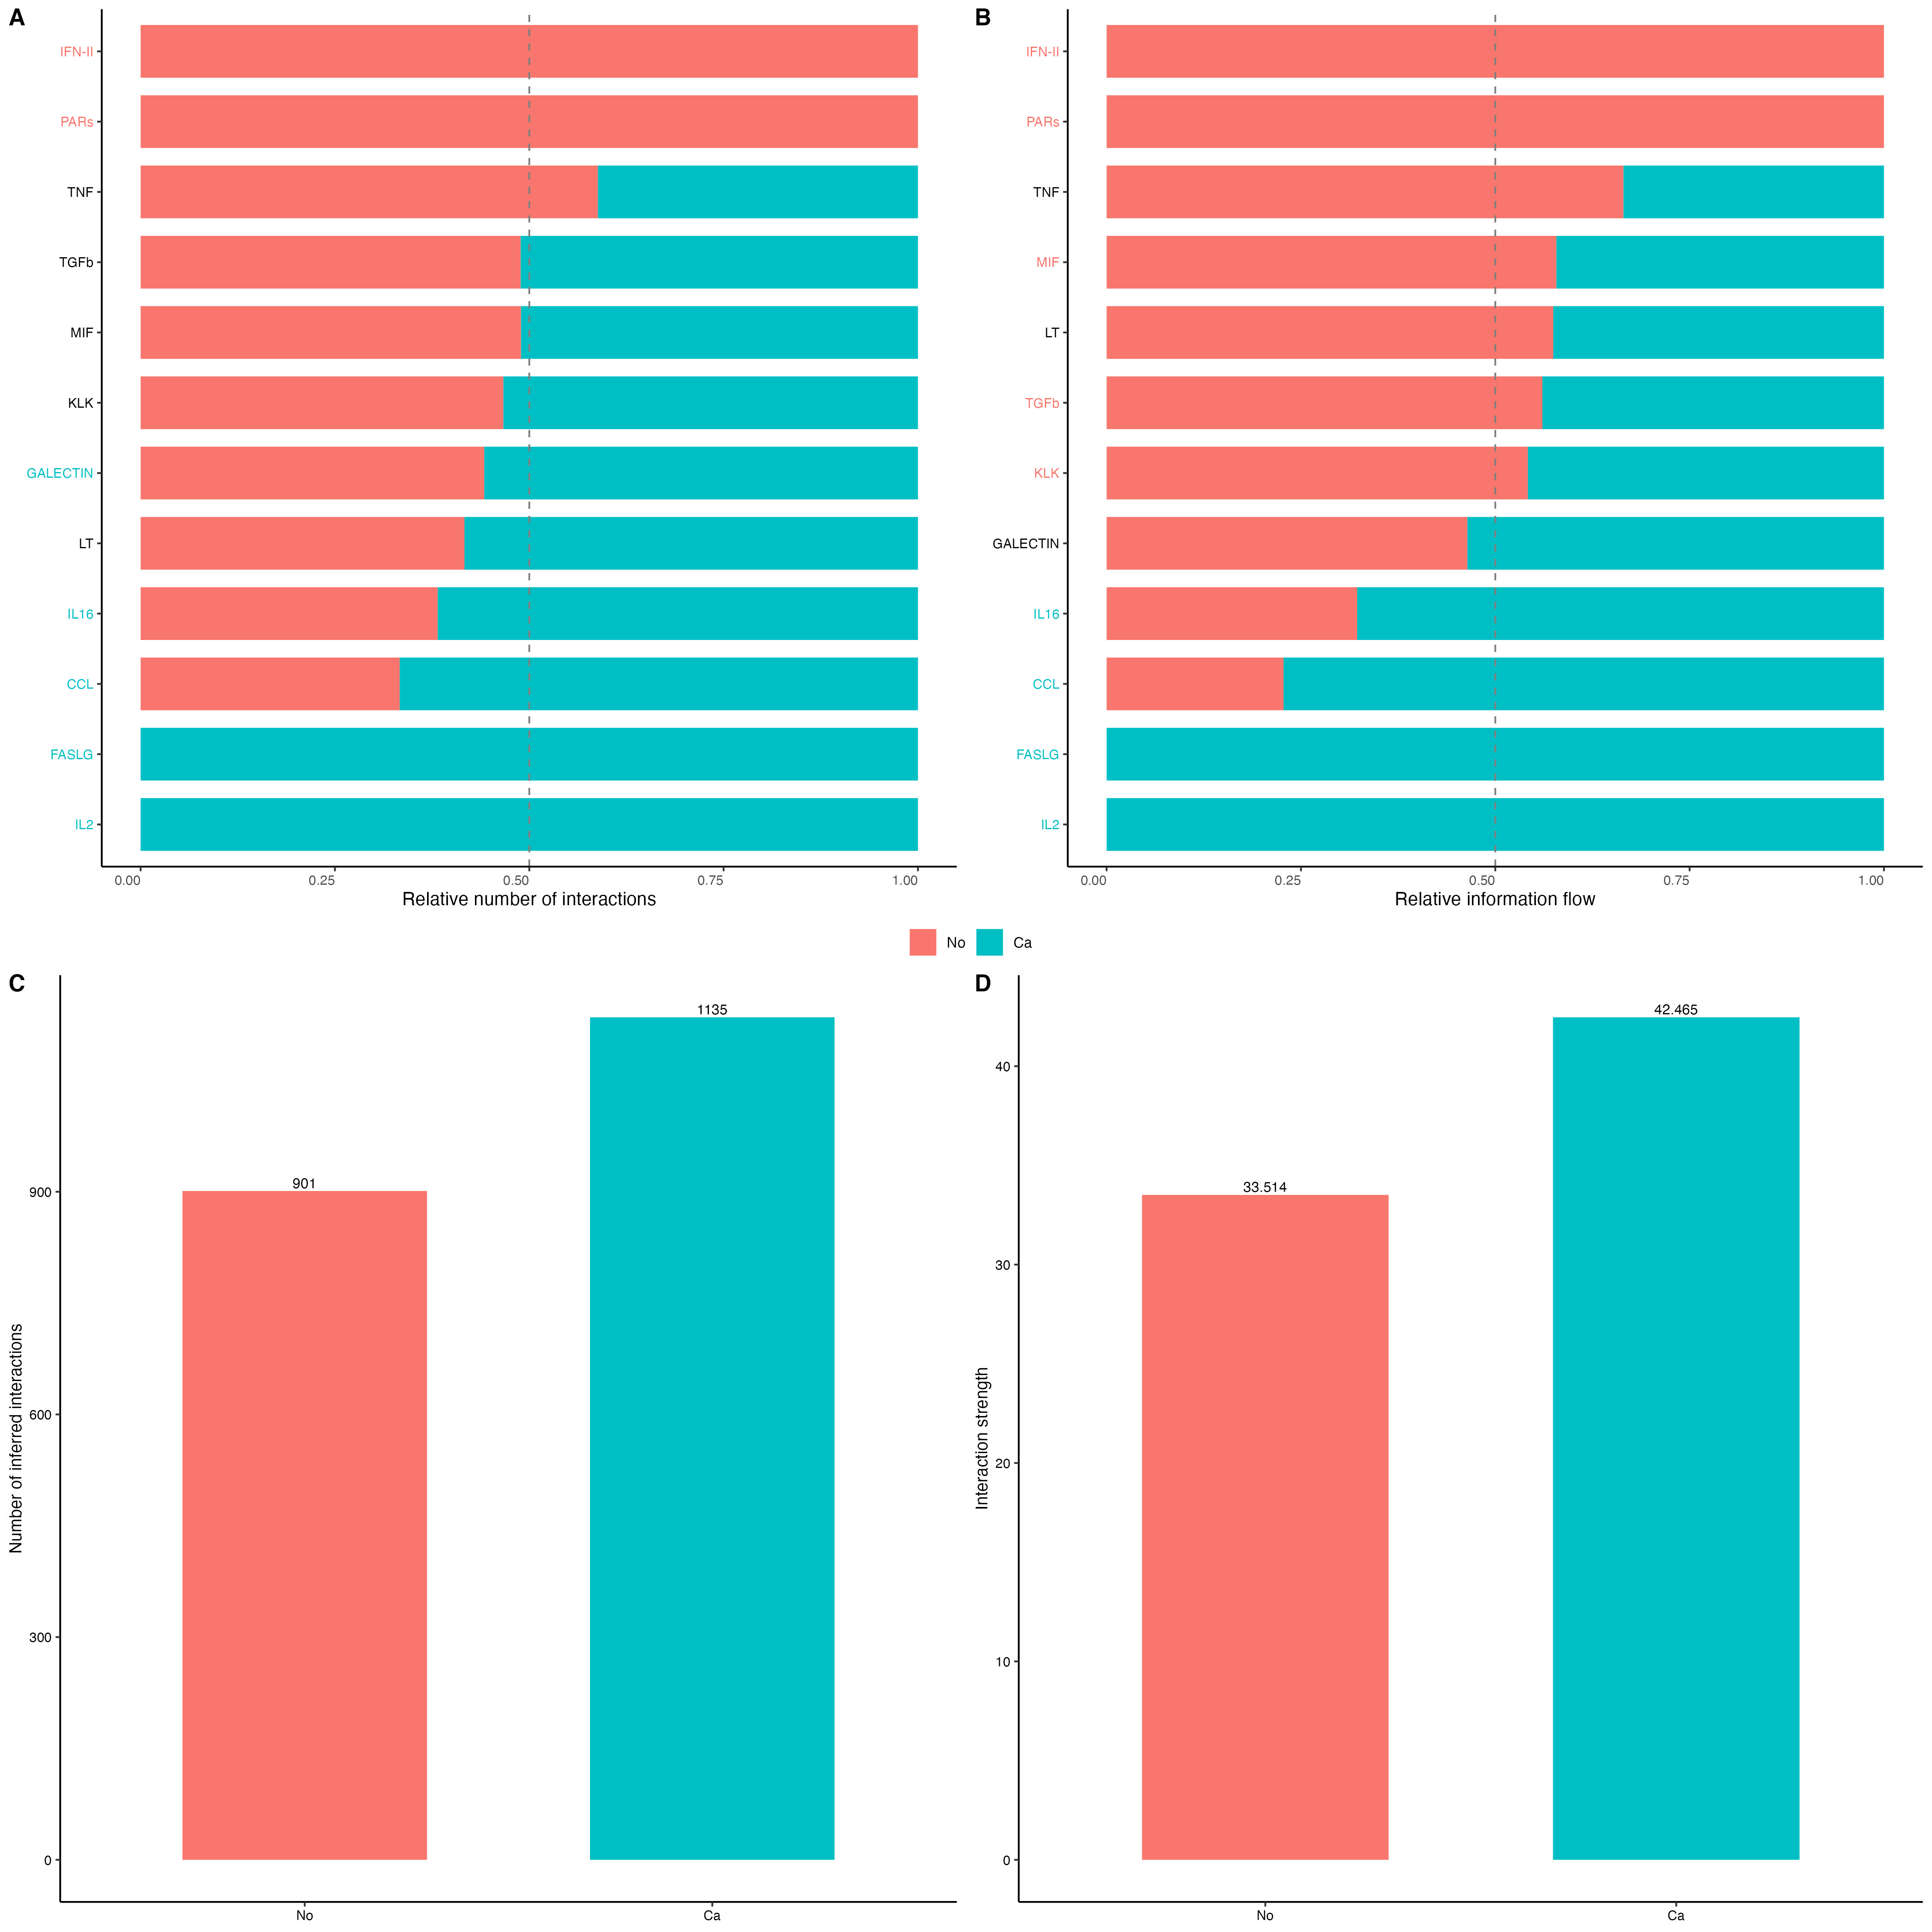 A
IFN-II
PARs
TNF
TGFb
MIF
KLK
GALECTIN
LT
IL16
CCL
FASLG
IL2
0.00 0.25 0.50 0.75 1.00
Relative number of interactions
B
IFN-II
PARs
TNF
MIF
LT
TGFb
KLK
GALECTIN
IL16
CCL
FASLG
IL2
0.00 0.25 0.50 0.75 1.00
Relative information flow
No Ca
C
Number of inferred interactions
1135
901
900
600
300
0
No Ca
D
Interaction strength
42.465
33.514
40
30
20
10
0
No Ca